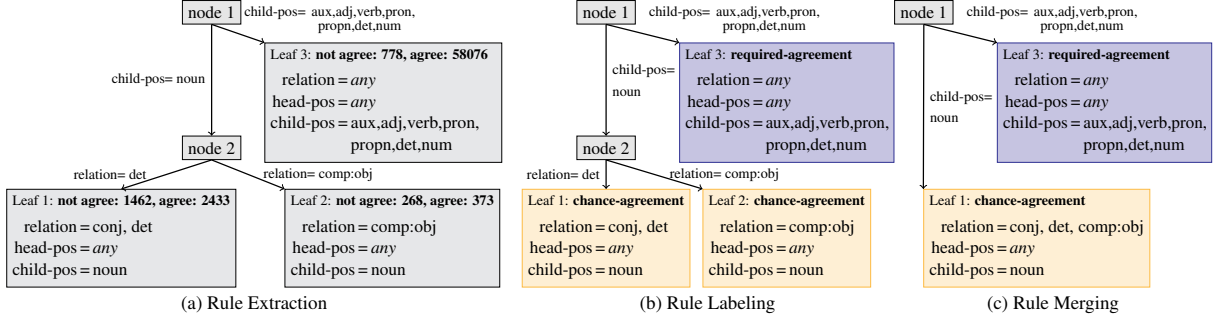 node 1
child-pos= aux,adj,verb,pron,
propn,det,num
Leaf 3: not agree: 778, agree: 58076
relation = any
head-pos = any
child-pos = aux,adj,verb,pron,
propn,det,num
child-pos= noun
node 2
relation= det
relation= comp:obj
Leaf 1: not agree: 1462, agree: 2433
relation = conj, det
head-pos = any
child-pos = noun
Leaf 2: not agree: 268, agree: 373
relation = comp:obj
head-pos = any
child-pos = noun
(a) Rule Extraction
node 1
child-pos= aux,adj,verb,pron,
propn,det,num
Leaf 3: required-agreement
relation = any
head-pos = any
child-pos = aux,adj,verb,pron,
propn,det,num
child-pos=
noun
node 2
relation= det
relation= comp:obj
Leaf 1: chance-agreement
relation = conj, det
head-pos = any
child-pos = noun
Leaf 2: chance-agreement
relation = comp:obj
head-pos = any
child-pos = noun
(b) Rule Labeling
node 1
child-pos= aux,adj,verb,pron,
propn,det,num
Leaf 3: required-agreement
relation = any
head-pos = any
child-pos = aux,adj,verb,pron,
propn,det,num
child-pos=
noun
Leaf 1: chance-agreement
relation = conj, det, comp:obj
head-pos = any
child-pos = noun
(c) Rule Merging